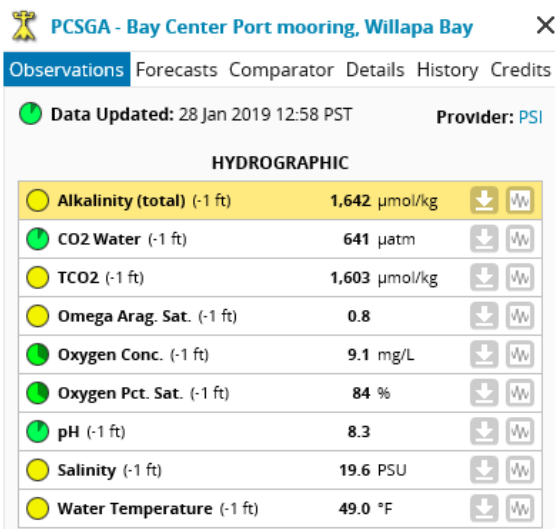 PCSGA - Bay Center Port mooring, Willapa Bay
Observations Forecasts Comparator Details History Credits
Data Updated: 28 Jan 2019 12:58 PST Provider: PSI
HYDROGRAPHIC
Alkalinity (total) (-1 ft) 1,642 µmol/kg
CO2 Water (-1 ft) 641 µatm
TCO2 (-1 ft) 1,603 µmol/kg
Omega Arag. Sat. (-1 ft) 0.8
Oxygen Conc. (-1 ft) 9.1 mg/L
Oxygen Pct. Sat. (-1 ft) 84 %
pH (-1 ft) 8.3
Salinity (-1 ft) 19.6 PSU
Water Temperature (-1 ft) 49.0 °F